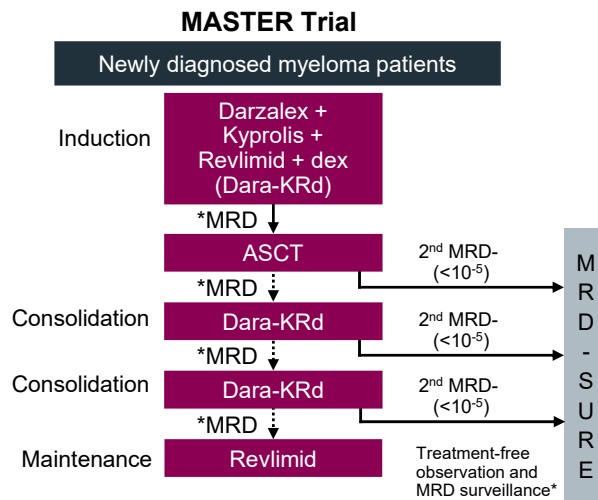 MASTER Trial
Newly diagnosed myeloma patients
Induction
Darzalex +
Kyprolis +
Revlimid + dex
(Dara-KRd)
*MRD
ASCT
2nd MRD-
(<10-5)
*MRD
Consolidation
Dara-KRd
2nd MRD-
(<10-5)
*MRD
Consolidation
Dara-KRd
2nd MRD-
(<10-5)
*MRD
Maintenance
Revlimid
Treatment-free
observation and
MRD surveillance*
M
R
D
-
S
U
R
E